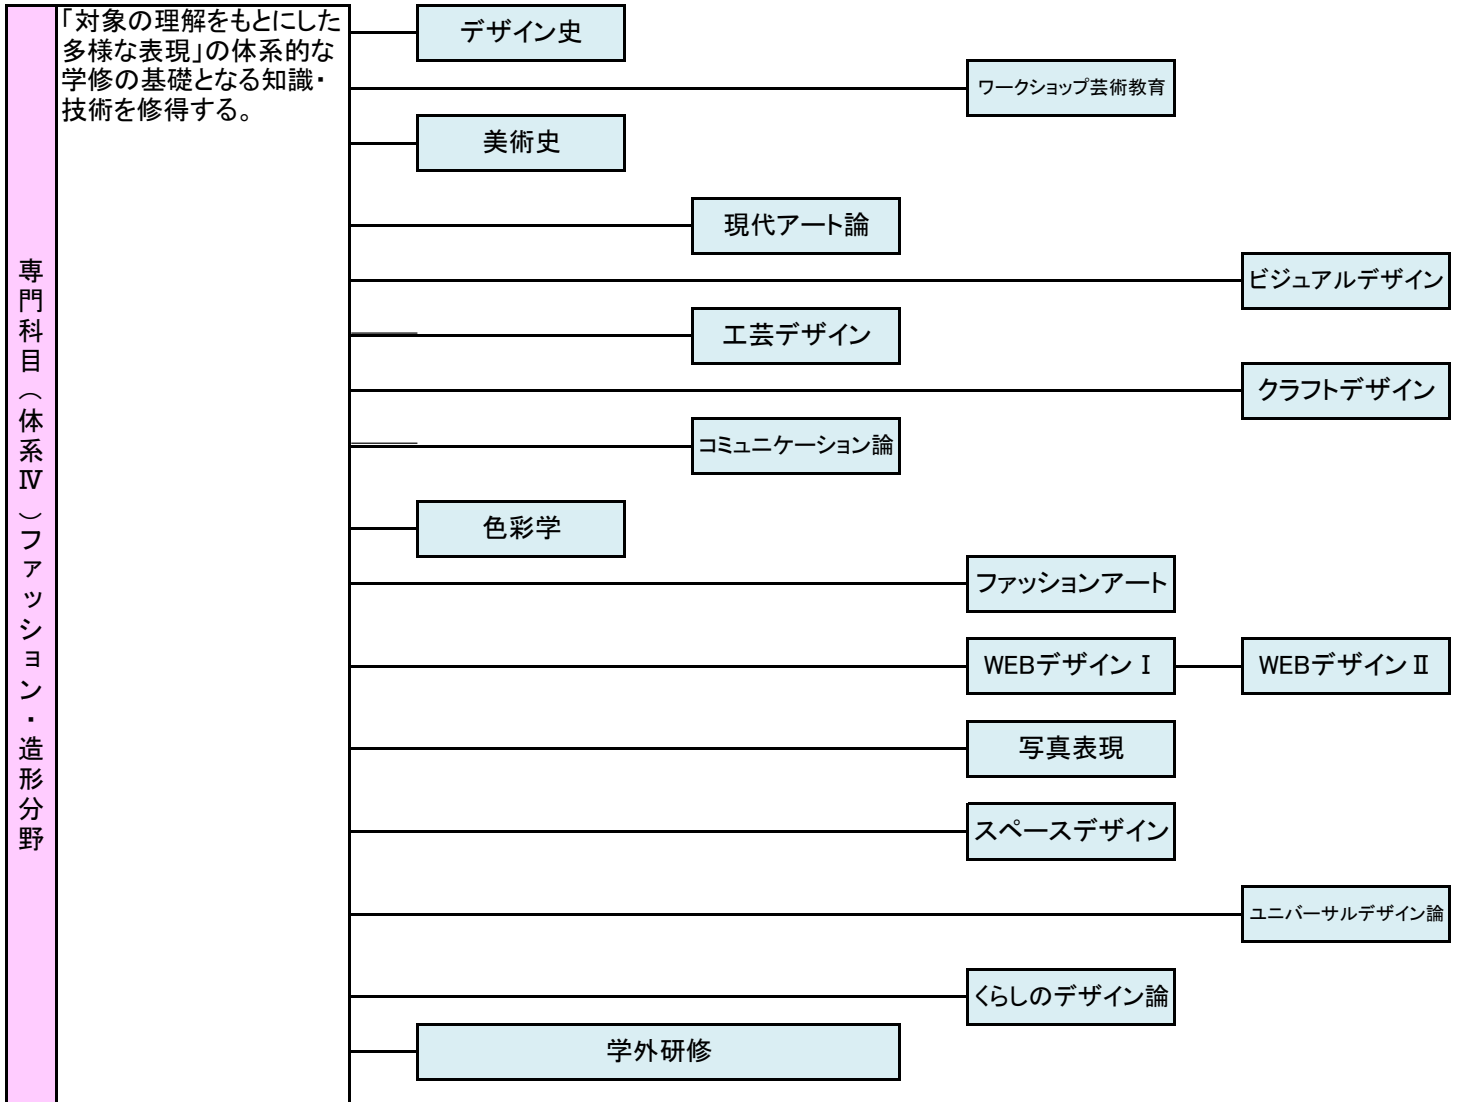 専門科目（体系Ⅳ）ファッション・造形分野
「対象の理解をもとにした
多様な表現」の体系的な
学修の基礎となる知識・
技術を修得する。
デザイン史
ワークショップ芸術教育
美術史
現代アート論
ビジュアルデザイン
工芸デザイン
クラフトデザイン
コミュニケーション論
色彩学
ファッションアート
WEBデザインⅠ
WEBデザインⅡ
写真表現
スペースデザイン
ユニバーサルデザイン論
くらしのデザイン論
学外研修